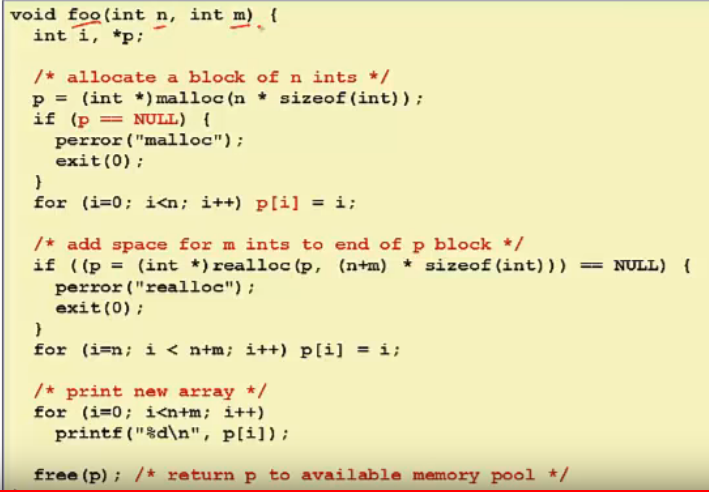 void foo(int n, int m) {
  int i, *p;

  /* allocate a block of n ints */
  p = (int *)malloc(n * sizeof(int));
  if (p == NULL) {
    perror("malloc");
    exit(0);
  }
  for (i=0; i<n; i++) p[i] = i;

  /* add space for m ints to end of p block */
  if ((p = (int *)realloc(p, (n+m) * sizeof(int))) == NULL) {
    perror("realloc");
    exit(0);
  }
  for (i=n; i < n+m; i++) p[i] = i;

  /* print new array */
  for (i=0; i<n+m; i++)
    printf("%d\n", p[i]);

  free(p); /* return p to available memory pool */